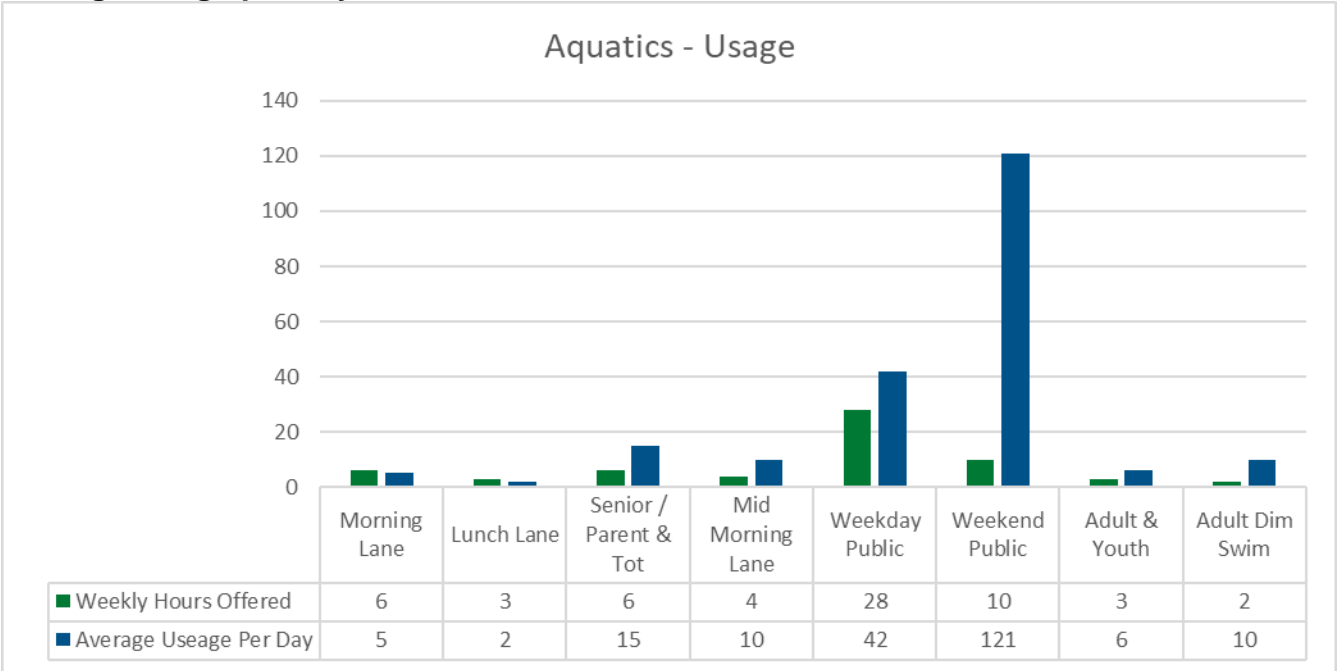 Aquatics - Usage
140
120
100
80
60
40
20
0
Morning
Lane
Lunch Lane
Senior /
Parent &
Tot
Mid
Morning
Lane
Weekday
Public
Weekend
Public
Adult &
Youth
Adult Dim
Swim
Weekly Hours Offered 6 3 6 4 28 10 3 2
Average Useage Per Day 5 2 15 10 42 121 6 10